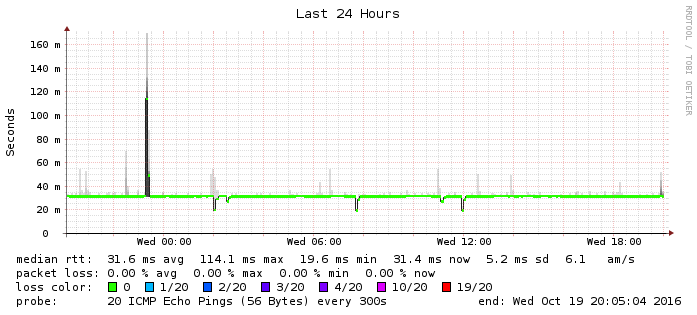 Last 24 Hours
RRDTOOL / TOBI OETIKER
Seconds
160 m
140 m
120 m
100 m
80 m
60 m
40 m
20 m
0
Wed 00:00 Wed 06:00 Wed 12:00 Wed 18:00
median rtt: 31.6 ms avg 114.1 ms max 19.6 ms min 31.4 ms now 5.2 ms sd 6.1 am/s
packet loss: 0.00 % avg 0.00 % max 0.00 % min 0.00 % now
loss color: 0 1/20 2/20 3/20 4/20 10/20 19/20
probe: 20 ICMP Echo Pings (56 Bytes) every 300s end: Wed Oct 19 20:05:04 2016